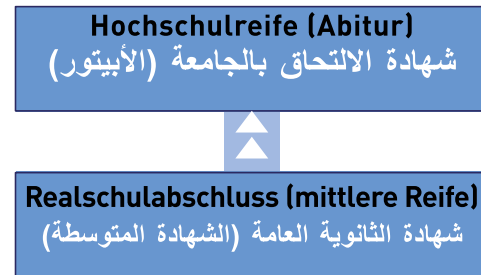 Hochschulreife (Abitur)
شهادة الالتحاق بالجامعة (الأبيتور)
Realschulabschluss (mittlere Reife)
شهادة الثانوية العامة (الشهادة المتوسطة)